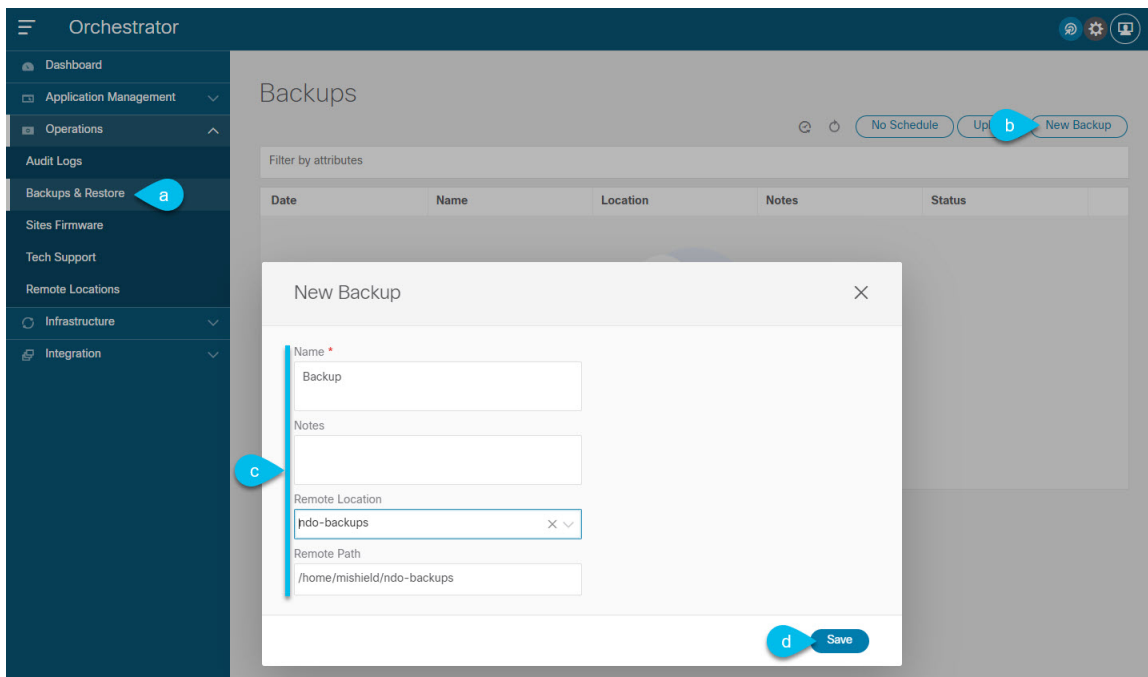 Orchestrator
Dashboard
Application Management
Operations
Audit Logs
Backups & Restore
a
Sites Firmware
Tech Support
Remote Locations
Infrastructure
Integration
Backups
No Schedule
Upl
b
New Backup
Filter by attributes
Date Name Location Notes Status
New Backup
Name *
Backup
Notes
c
Remote Location
ndo-backups
Remote Path
/home/mishield/ndo-backups
d
Save